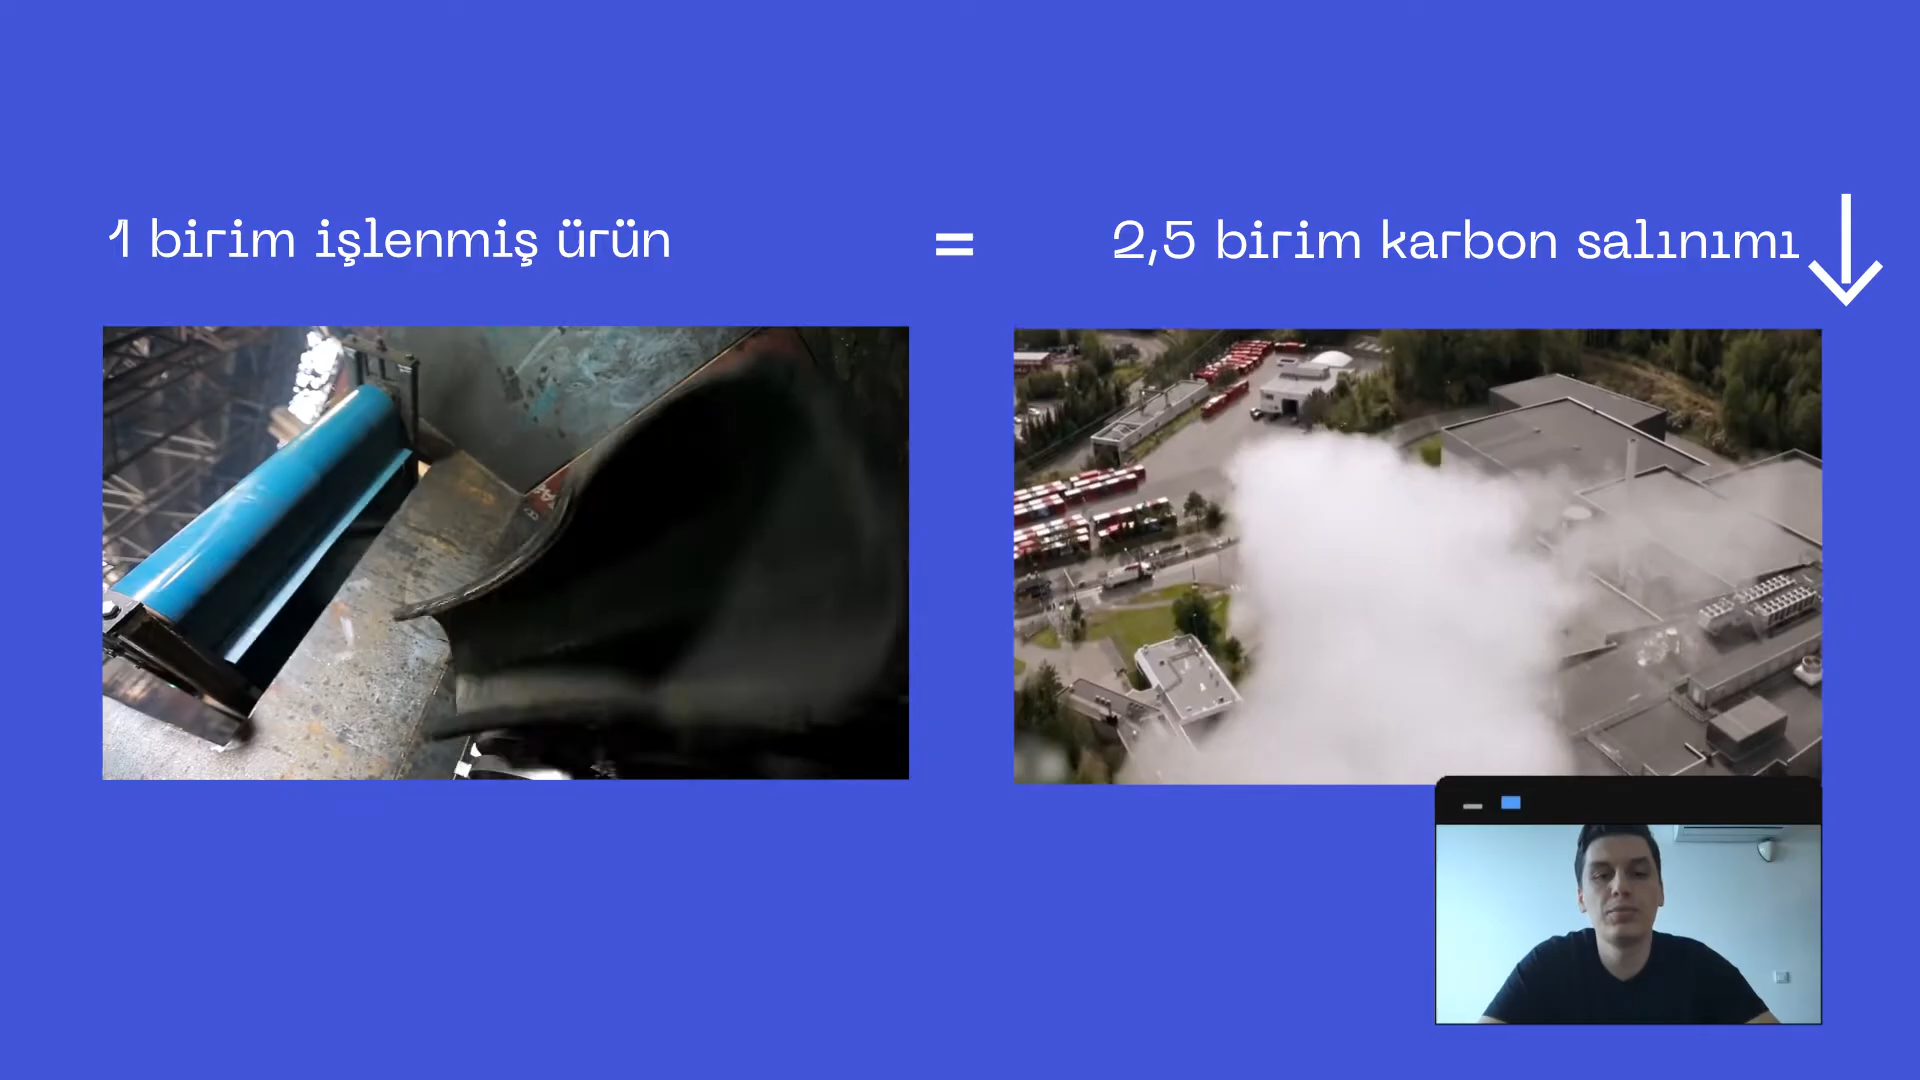 1 birim işlenmiş ürün = 2,5 birim karbon salınımı